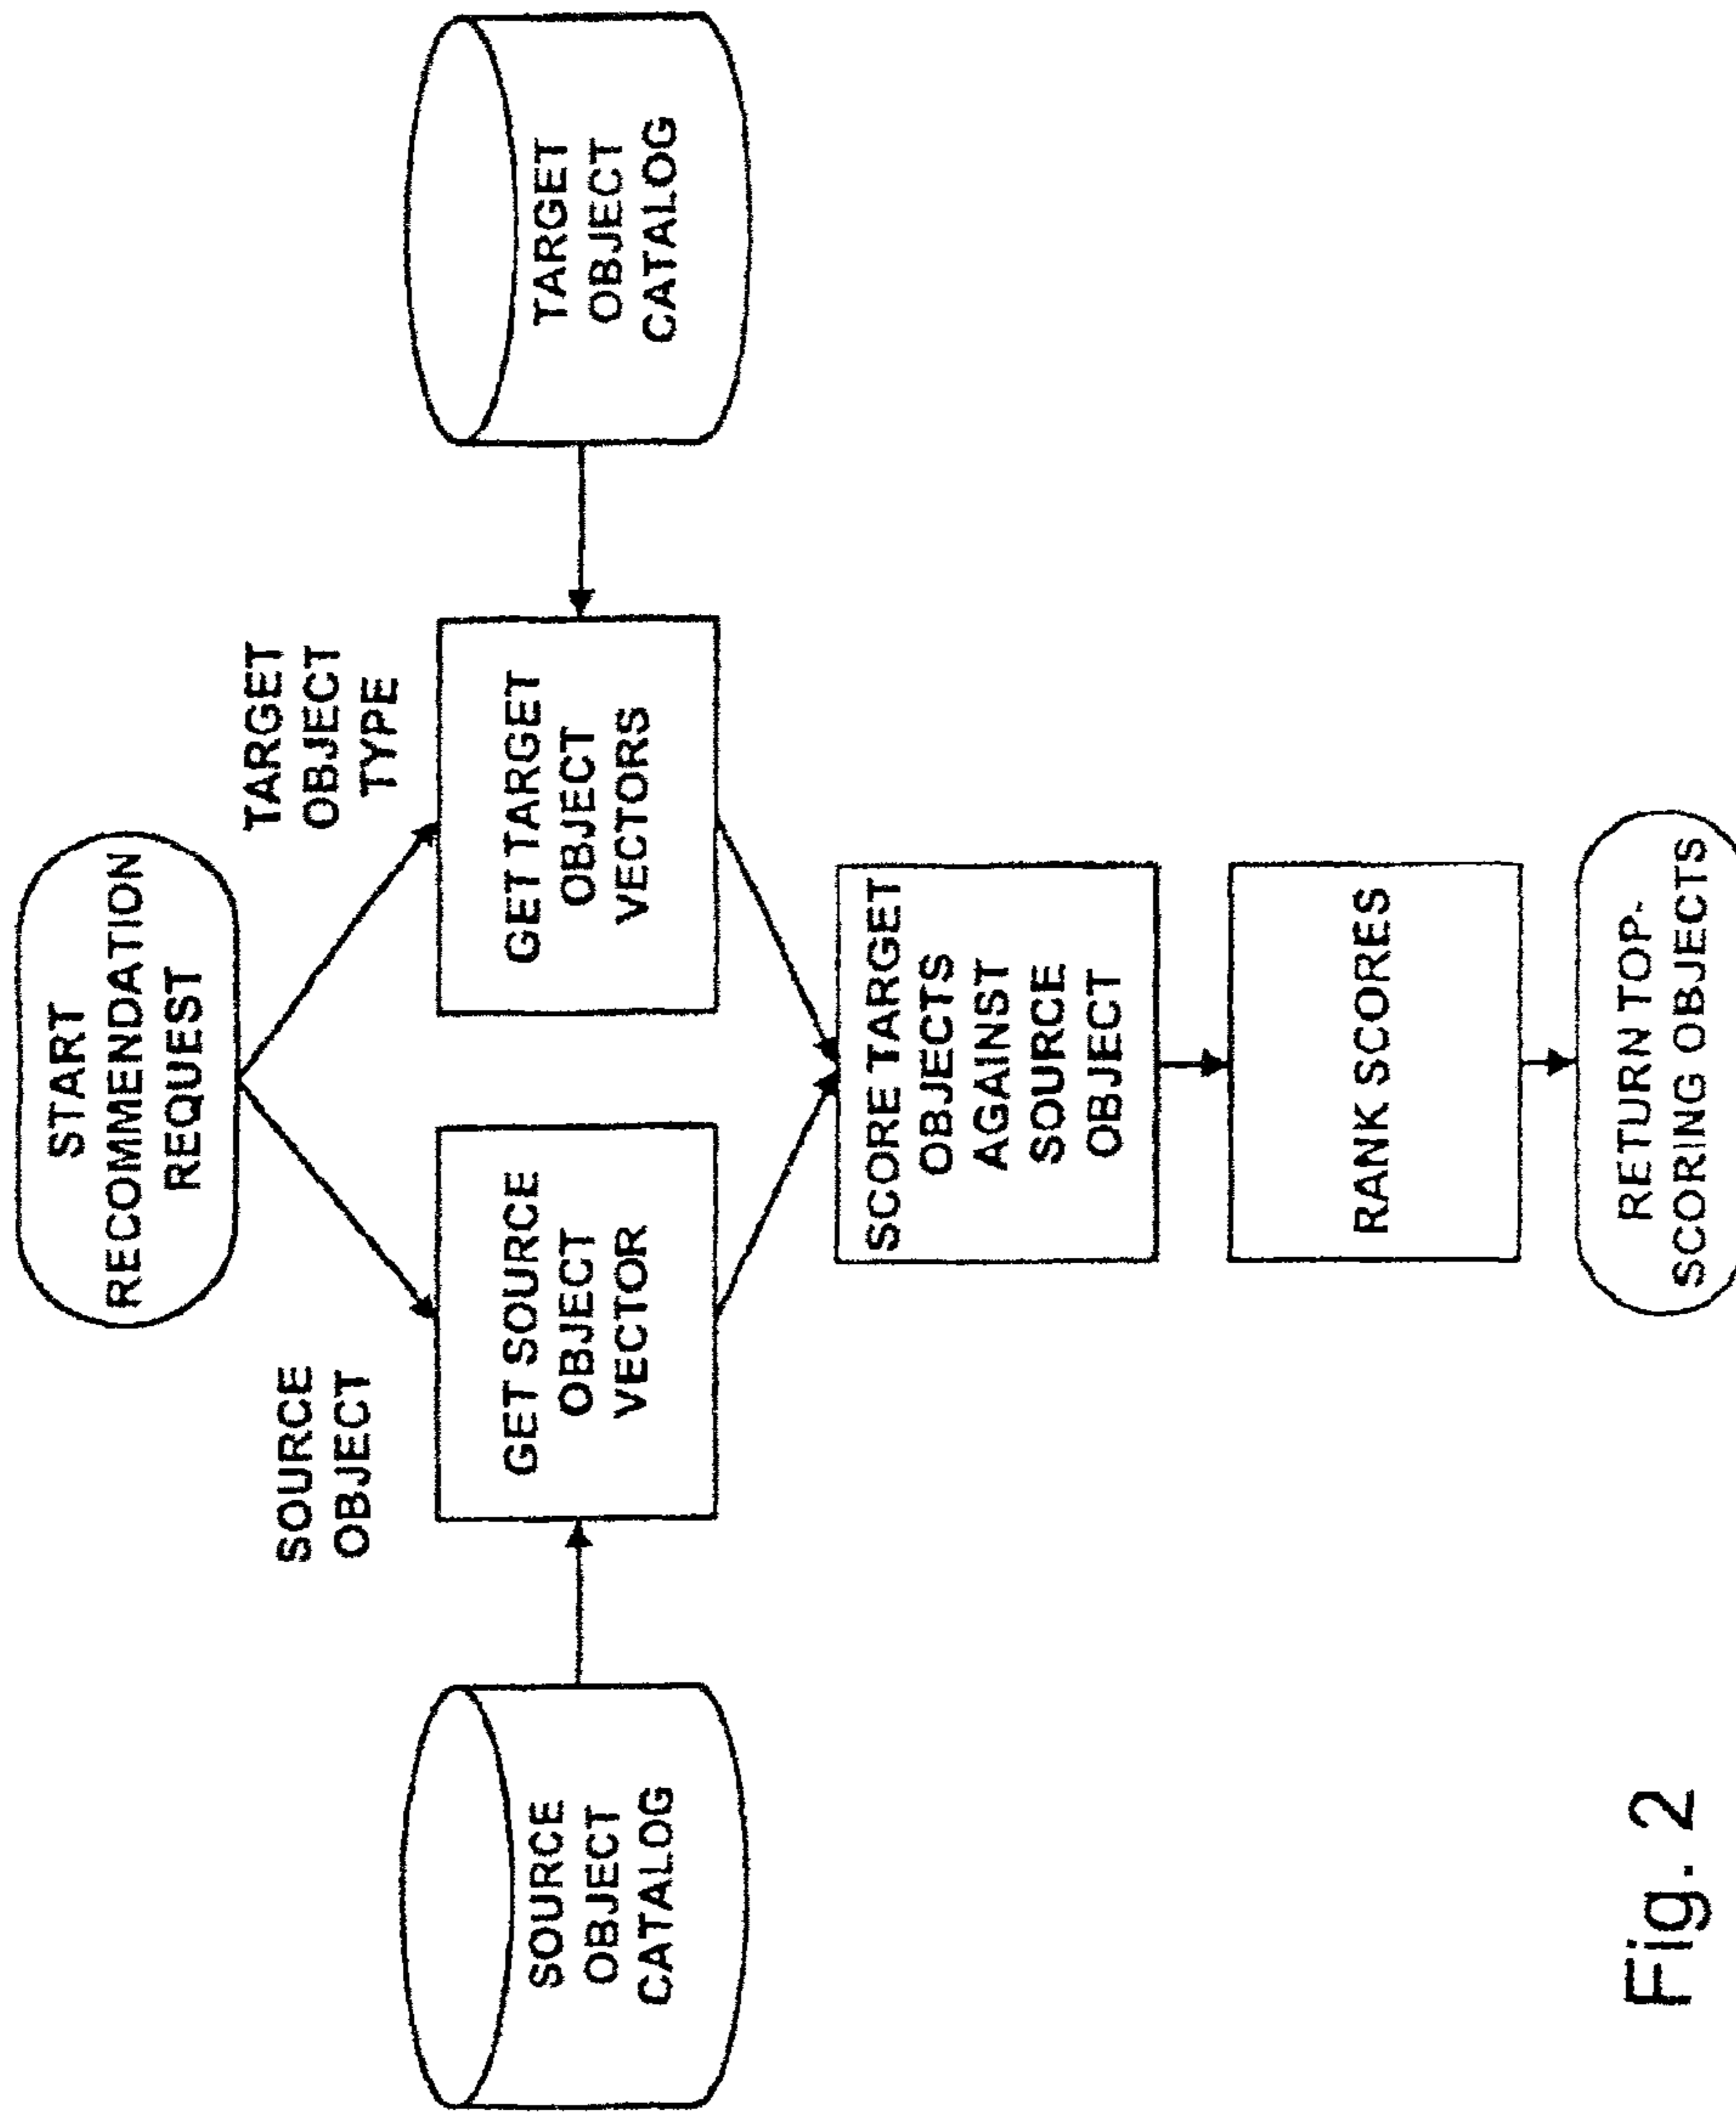 START
RECOMMENDATION
REQUEST
SOURCE
OBJECT
TARGET
OBJECT
TYPE
SOURCE
OBJECT
CATALOG
GET SOURCE
OBJECT
VECTOR
GET TARGET
OBJECT
VECTORS
TARGET
OBJECT
CATALOG
SCORE TARGET
OBJECTS
AGAINST
SOURCE
OBJECT
RANK SCORES
RETURN TOP-
SCORING OBJECTS
Fig. 2